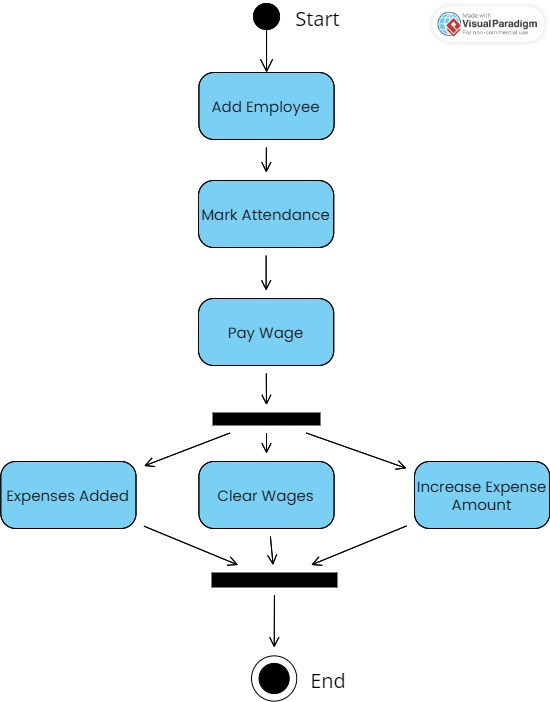 Start
Made with
Visual Paradigm
For non-commercial use
Add Employee
Mark Attendance
Pay Wage
Expenses Added
Clear Wages
Increase Expense
Amount
End